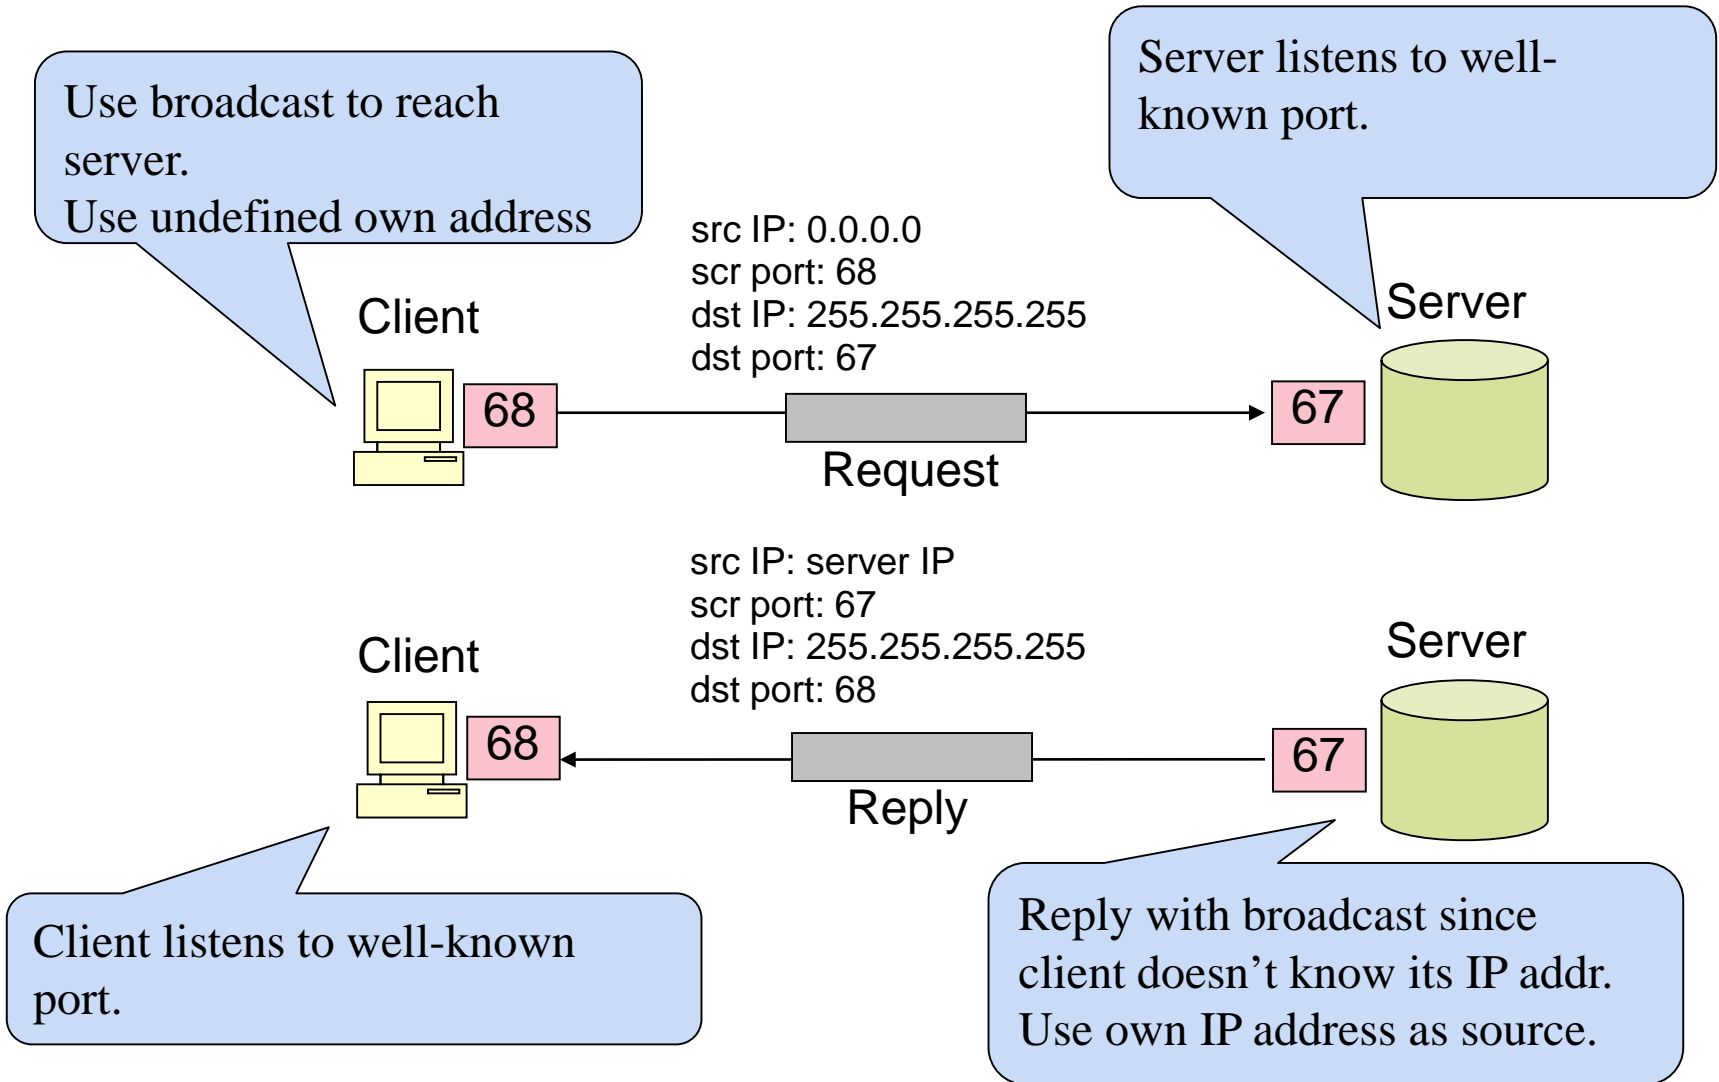 Use broadcast to reach
server.
Use undefined own address
Server listens to well-
known port.
src IP: 0.0.0.0
scr port: 68
dst IP: 255.255.255.255
dst port: 67
Client
Server
68
67
Request
src IP: server IP
scr port: 67
dst IP: 255.255.255.255
dst port: 68
Client
Server
68
67
Reply
Client listens to well-known
port.
Reply with broadcast since
client doesn’t know its IP addr.
Use own IP address as source.